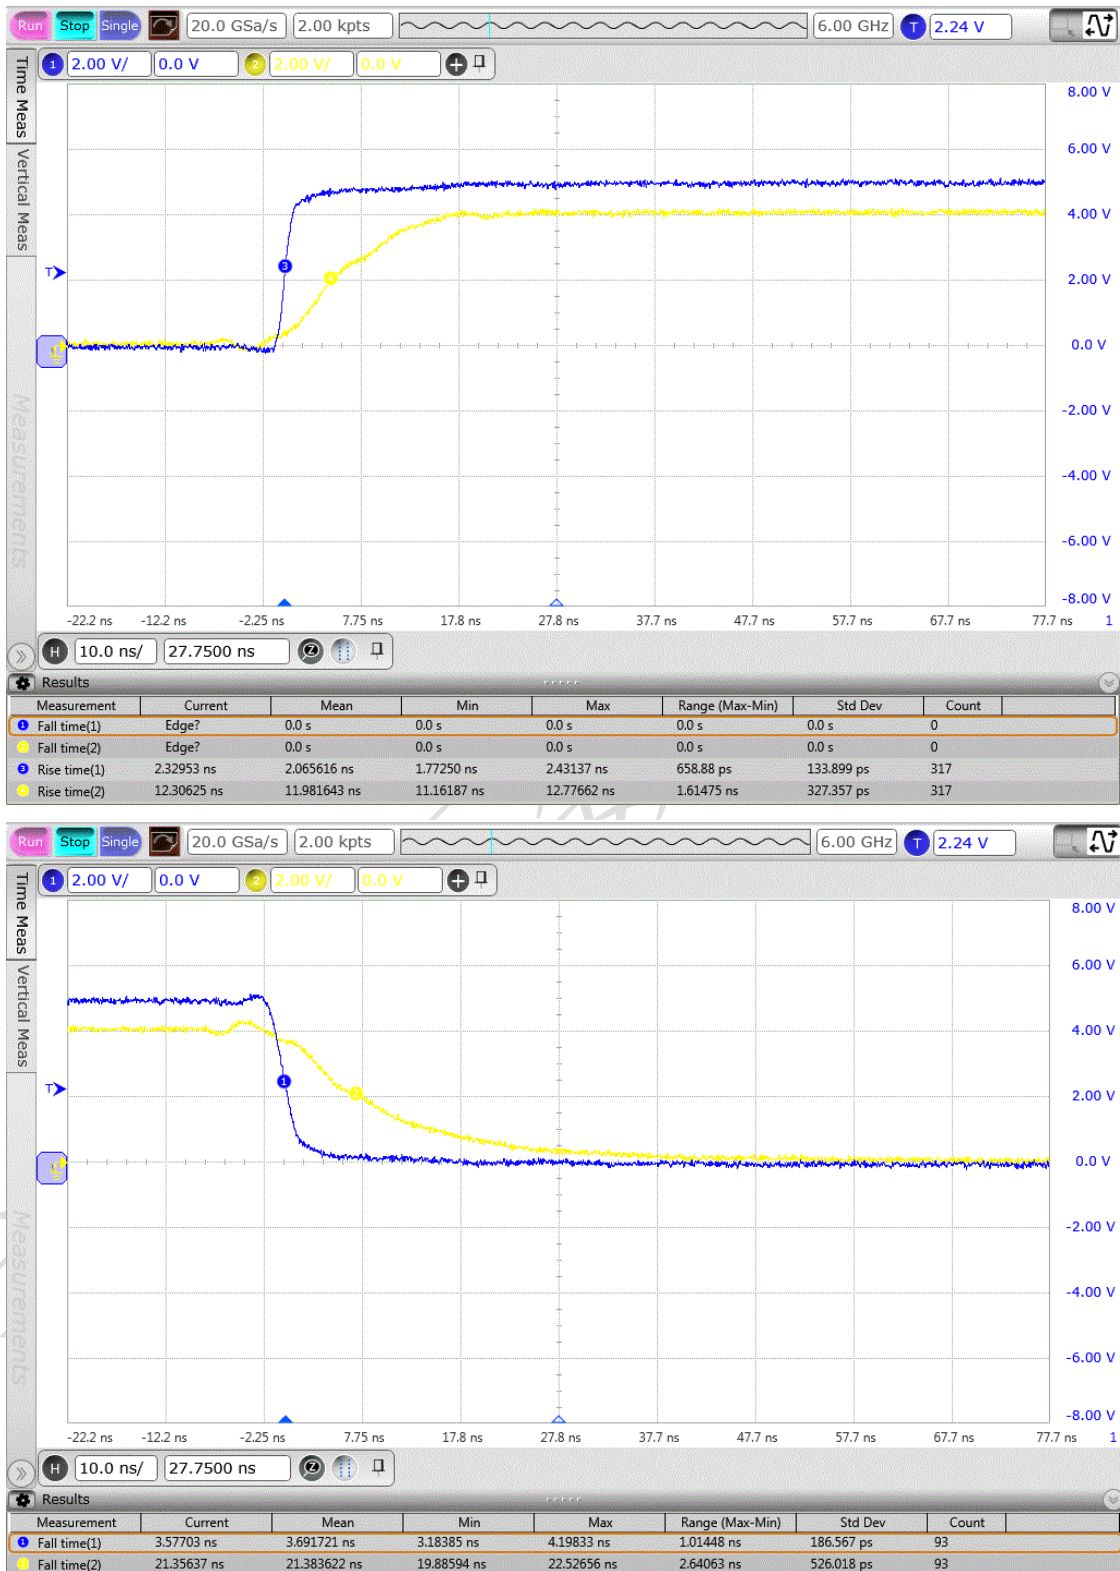 Run Stop Single 20.0 GSa/s 2.00 kpts 6.00 GHz T 2.24 V
Time Meas
Vertical Meas
Measurements
1 2.00 V/ 0.0 V 2 2.00 V/ 0.0 V
8.00 V
6.00 V
4.00 V
3
T
4
2.00 V
0.0 V
-2.00 V
-4.00 V
-6.00 V
-8.00 V
-22.2 ns -12.2 ns -2.25 ns 7.75 ns 17.8 ns 27.8 ns 37.7 ns 47.7 ns 57.7 ns 67.7 ns 77.7 ns 1
H 10.0 ns/ 27.7500 ns
Results
Measurement Current Mean Min Max Range (Max-Min) Std Dev Count
1 Fall time(1) Edge? 0.0 s 0.0 s 0.0 s 0.0 s 0.0 s 0
2 Fall time(2) Edge? 0.0 s 0.0 s 0.0 s 0.0 s 0.0 s 0
3 Rise time(1) 2.32953 ns 2.065616 ns 1.77250 ns 2.43137 ns 658.88 ps 133.899 ps 317
4 Rise time(2) 12.30625 ns 11.981643 ns 11.16187 ns 12.77662 ns 1.61475 ns 327.357 ps 317
Run Stop Single 20.0 GSa/s 2.00 kpts 6.00 GHz T 2.24 V
Time Meas
Vertical Meas
Measurements
1 2.00 V/ 0.0 V 2 2.00 V/ 0.0 V
8.00 V
6.00 V
4.00 V
1
T
2
2.00 V
0.0 V
-2.00 V
-4.00 V
-6.00 V
-8.00 V
-22.2 ns -12.2 ns -2.25 ns 7.75 ns 17.8 ns 27.8 ns 37.7 ns 47.7 ns 57.7 ns 67.7 ns 77.7 ns 1
H 10.0 ns/ 27.7500 ns
Results
Measurement Current Mean Min Max Range (Max-Min) Std Dev Count
1 Fall time(1) 3.57703 ns 3.691721 ns 3.18385 ns 4.19833 ns 1.01448 ns 186.567 ps 93
2 Fall time(2) 21.35637 ns 21.383622 ns 19.88594 ns 22.52656 ns 2.64063 ns 526.018 ps 93